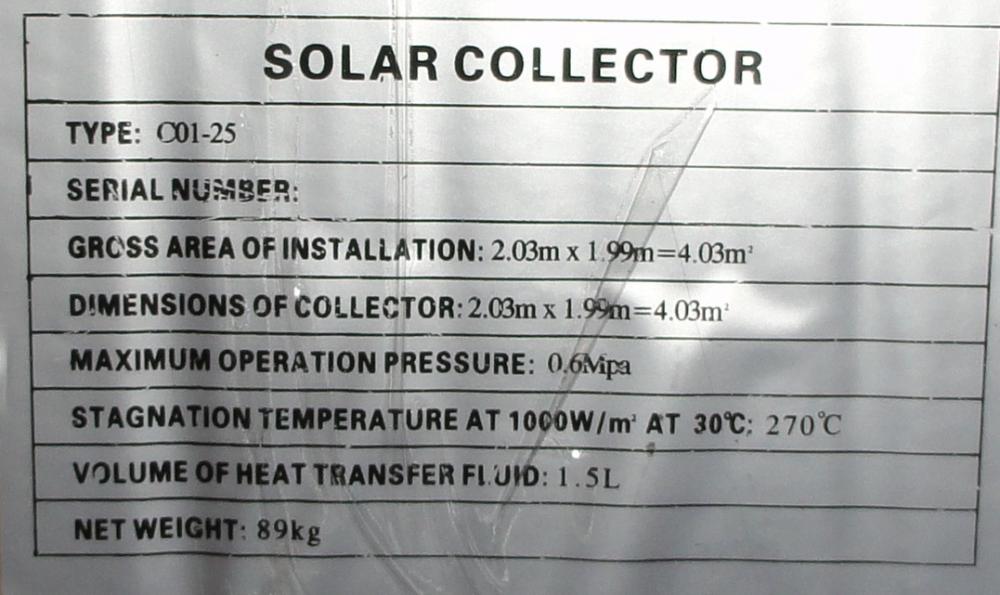 SOLAR COLLECTOR
TYPE: C01-25
SERIAL NUMBER:
GROSS AREA OF INSTALLATION: 2.03m x 1.99m=4.03m²
DIMENSIONS OF COLLECTOR: 2.03m x 1.99m=4.03m²
MAXIMUM OPERATION PRESSURE: 0.6Mpa
STAGNATION TEMPERATURE AT 1000W/m² AT 30℃: 270℃
VOLUME OF HEAT TRANSFER FLUID: 1.5L
NET WEIGHT: 89kg